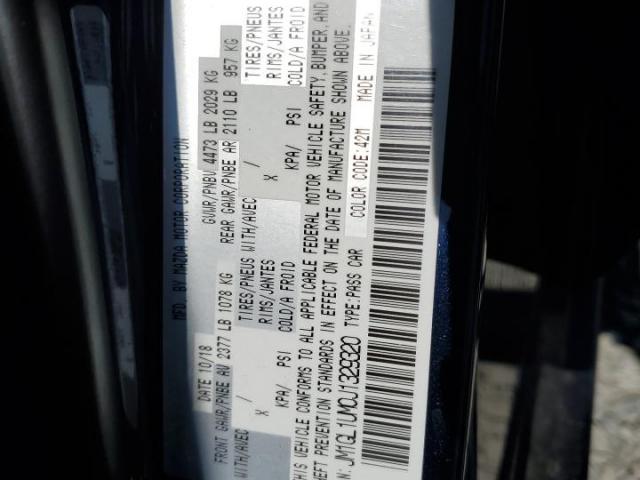 MFD. BY MAZDA MOTOR CORPORATION
DATE 10/18 GVWR/PNBV 4473 LB 2029 KG
FRONT GAWR/PNBE AV 2377 LB 1078 KG REAR GAWR/PNBE AR 2110 LB 957 KG
WITH/AVEC TIRES/PNEUS WITH/AVEC TIRES/PNEUS
X / RIMS/JANTES X / RIMS/JANTES
KPA/ PSI COLD/A FROID KPA/ PSI COLD/A FROID
THIS VEHICLE CONFORMS TO ALL APPLICABLE FEDERAL MOTOR VEHICLE SAFETY, BUMPER, AND
THEFT PREVENTION STANDARDS IN EFFECT ON THE DATE OF MANUFACTURE SHOWN ABOVE.
VIN: JM1GL1UM0J1329320 TYPE:PASS CAR COLOR CODE:42M MADE IN JAPAN